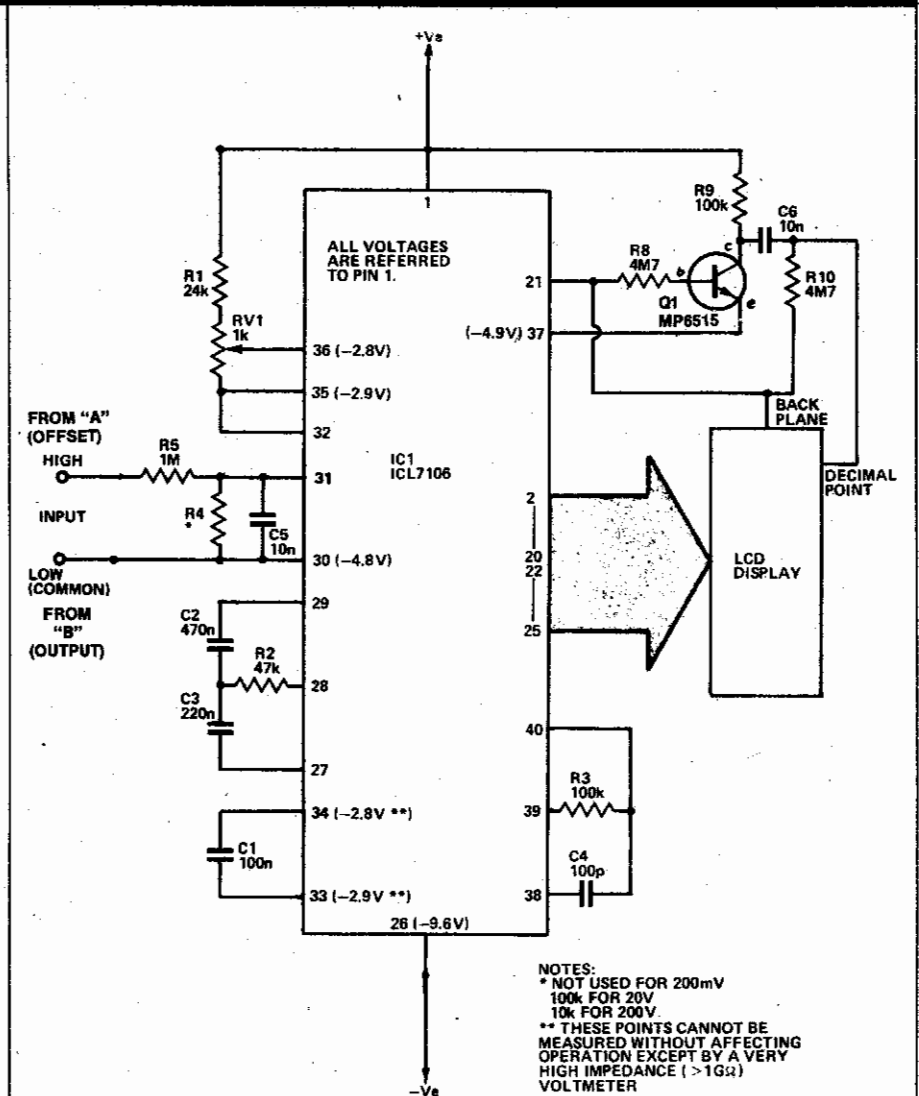 +Ve
1
ALL VOLTAGES
ARE REFERRED
TO PIN 1.
R1
24k
RV1
1k
36 (−2.8V)
35 (−2.9V)
32
FROM "A"
(OFFSET)
HIGH
R5
1M
31
INPUT
R4
*
C5
10n
30 (−4.8V)
LOW
(COMMON)
FROM
"B"
(OUTPUT)
IC1
ICL7106
29
C2
470n
R2
47k
28
C3
220n
27
34 (−2.8V **)
C1
100n
33 (−2.9V **)
26 (−9.6V)
−Ve
R9
100k
C6
10n
c
R8
4M7
b
21
Q1
MP6515
e
R10
4M7
(−4.9V) 37
BACK
PLANE
DECIMAL
POINT
2
20
22
25
LCD
DISPLAY
40
R3
100k
39
C4
100p
38
NOTES:
* NOT USED FOR 200mV
100k FOR 20V
10k FOR 200V
** THESE POINTS CANNOT BE
MEASURED WITHOUT AFFECTING
OPERATION EXCEPT BY A VERY
HIGH IMPEDANCE (>1GΩ)
VOLTMETER